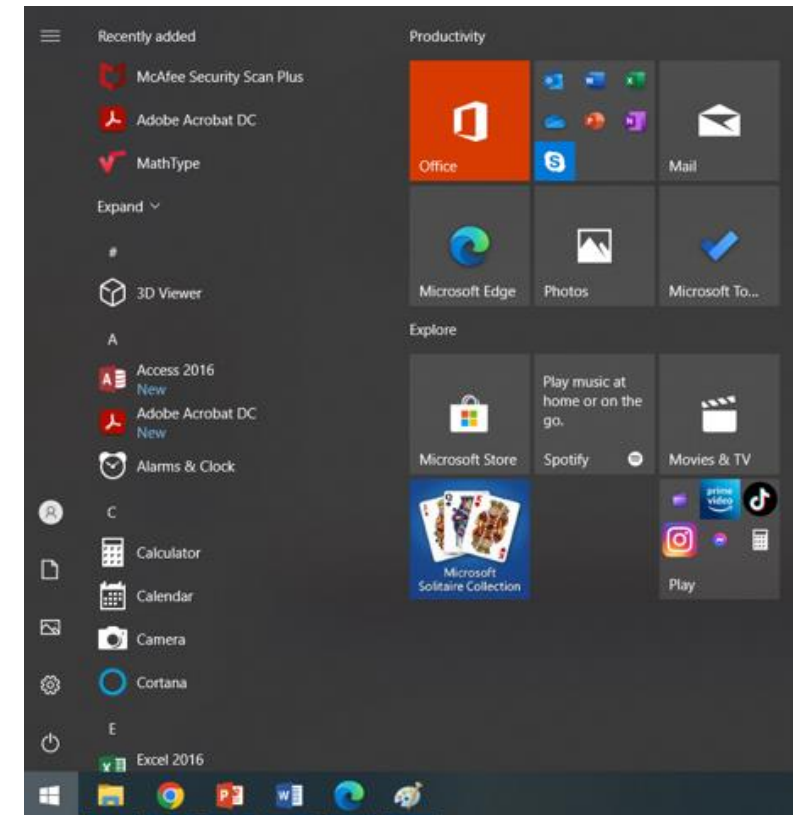 Recently added
McAfee Security Scan Plus
Adobe Acrobat DC
MathType
Expand
#
3D Viewer
A
Access 2016
New
Adobe Acrobat DC
New
Alarms & Clock
C
Calculator
Calendar
Camera
Cortana
E
Excel 2016
Productivity
Office
Mail
Microsoft Edge
Photos
Microsoft To...
Explore
Microsoft Store
Play music at
home or on the
go.
Spotify
Movies & TV
Microsoft
Solitaire Collection
prime
video
Play